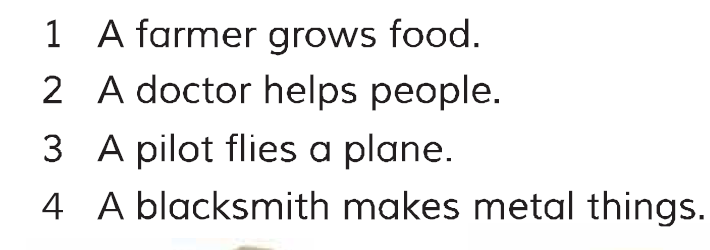 1 A farmer grows food.
2 A doctor helps people.
3 A pilot flies a plane.
4 A blacksmith makes metal things.